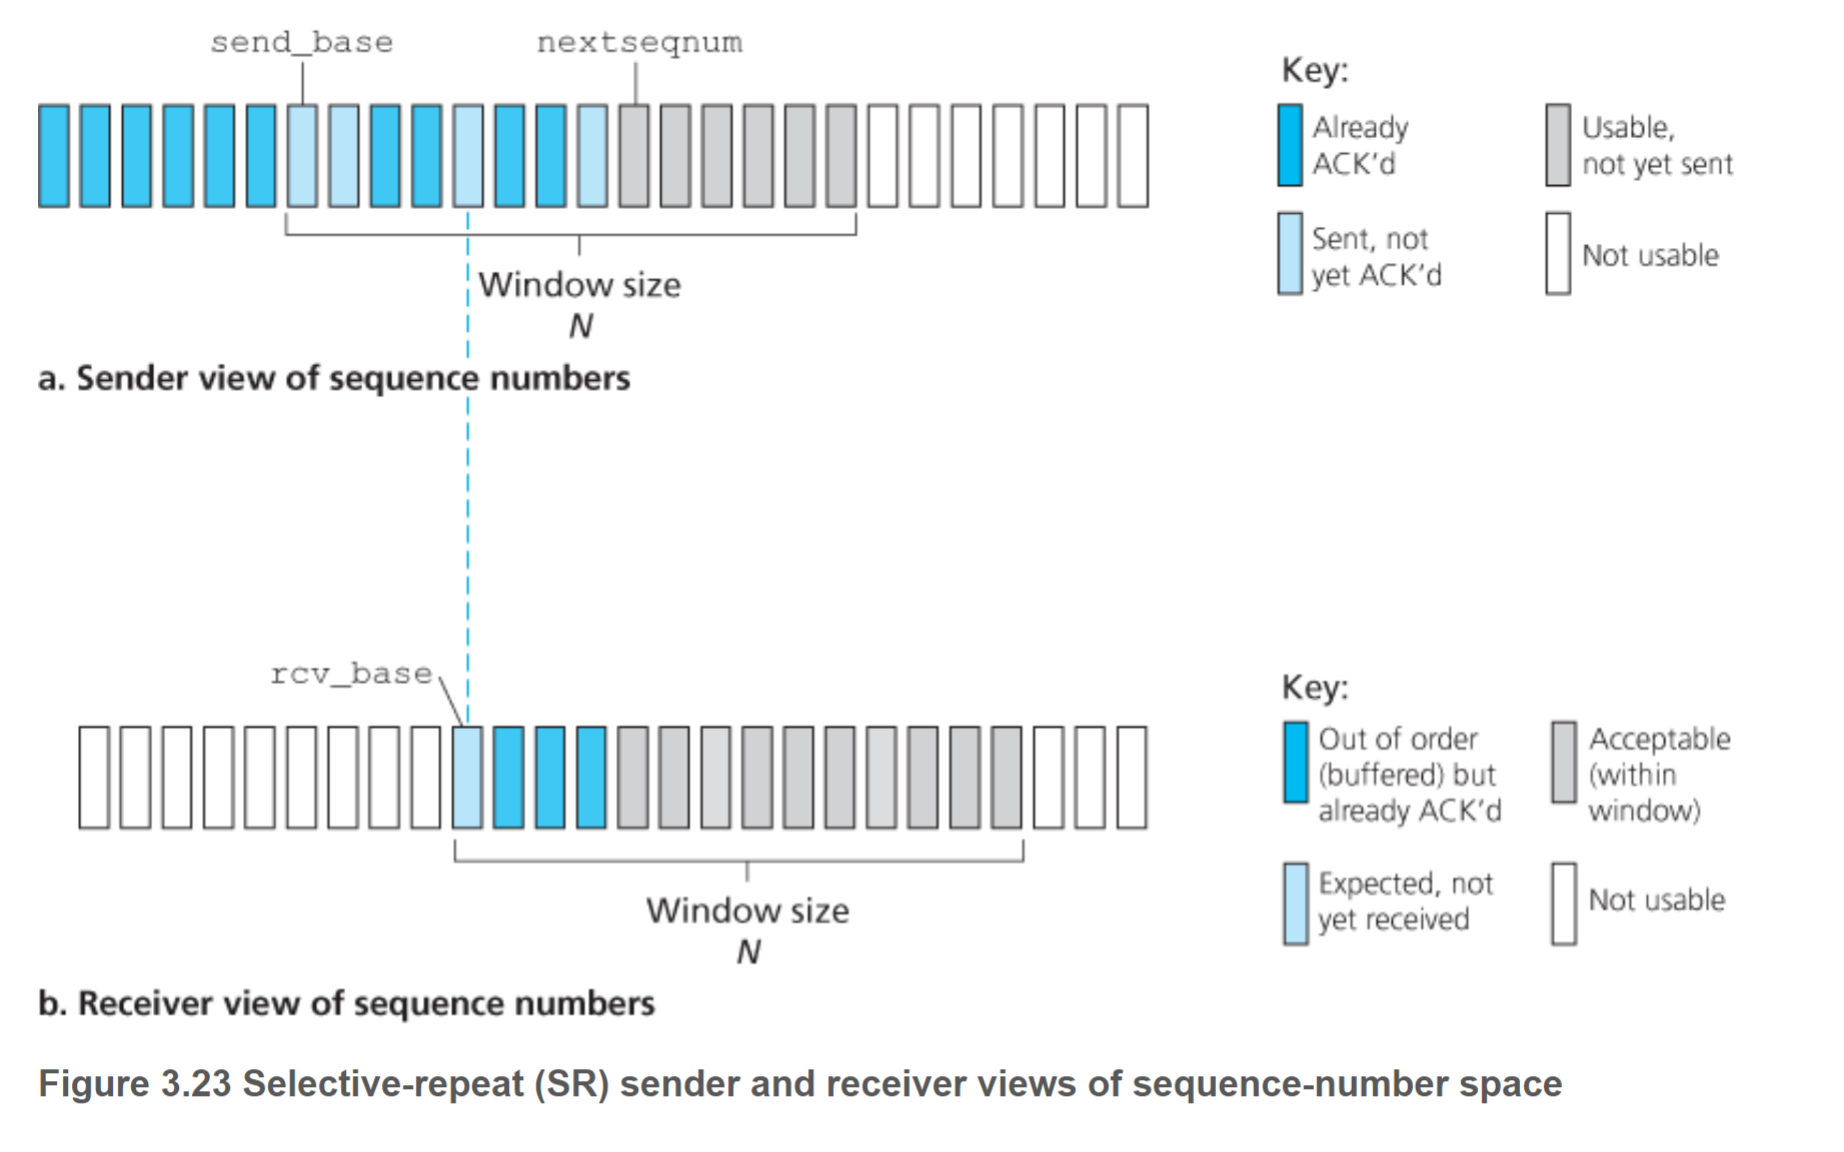 send_base
nextseqnum
Key:
Already
ACK'd
Usable,
not yet sent
Sent, not
yet ACK'd
Not usable
Window size
N
a. Sender view of sequence numbers
rcv_base
Key:
Out of order
(buffered) but
already ACK'd
Acceptable
(within
window)
Expected, not
yet received
Not usable
Window size
N
b. Receiver view of sequence numbers
Figure 3.23 Selective-repeat (SR) sender and receiver views of sequence-number space